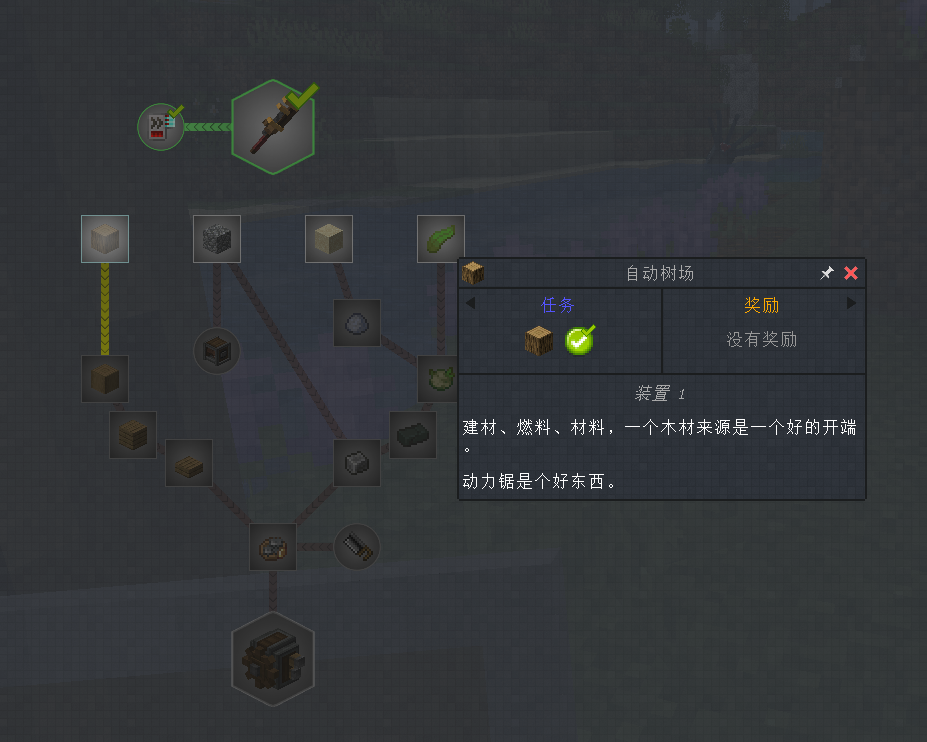 自动树场
任务
奖励
没有奖励
装置 1
建材、燃料、材料，一个木材来源是一个好的开端
。
动力锯是个好东西。